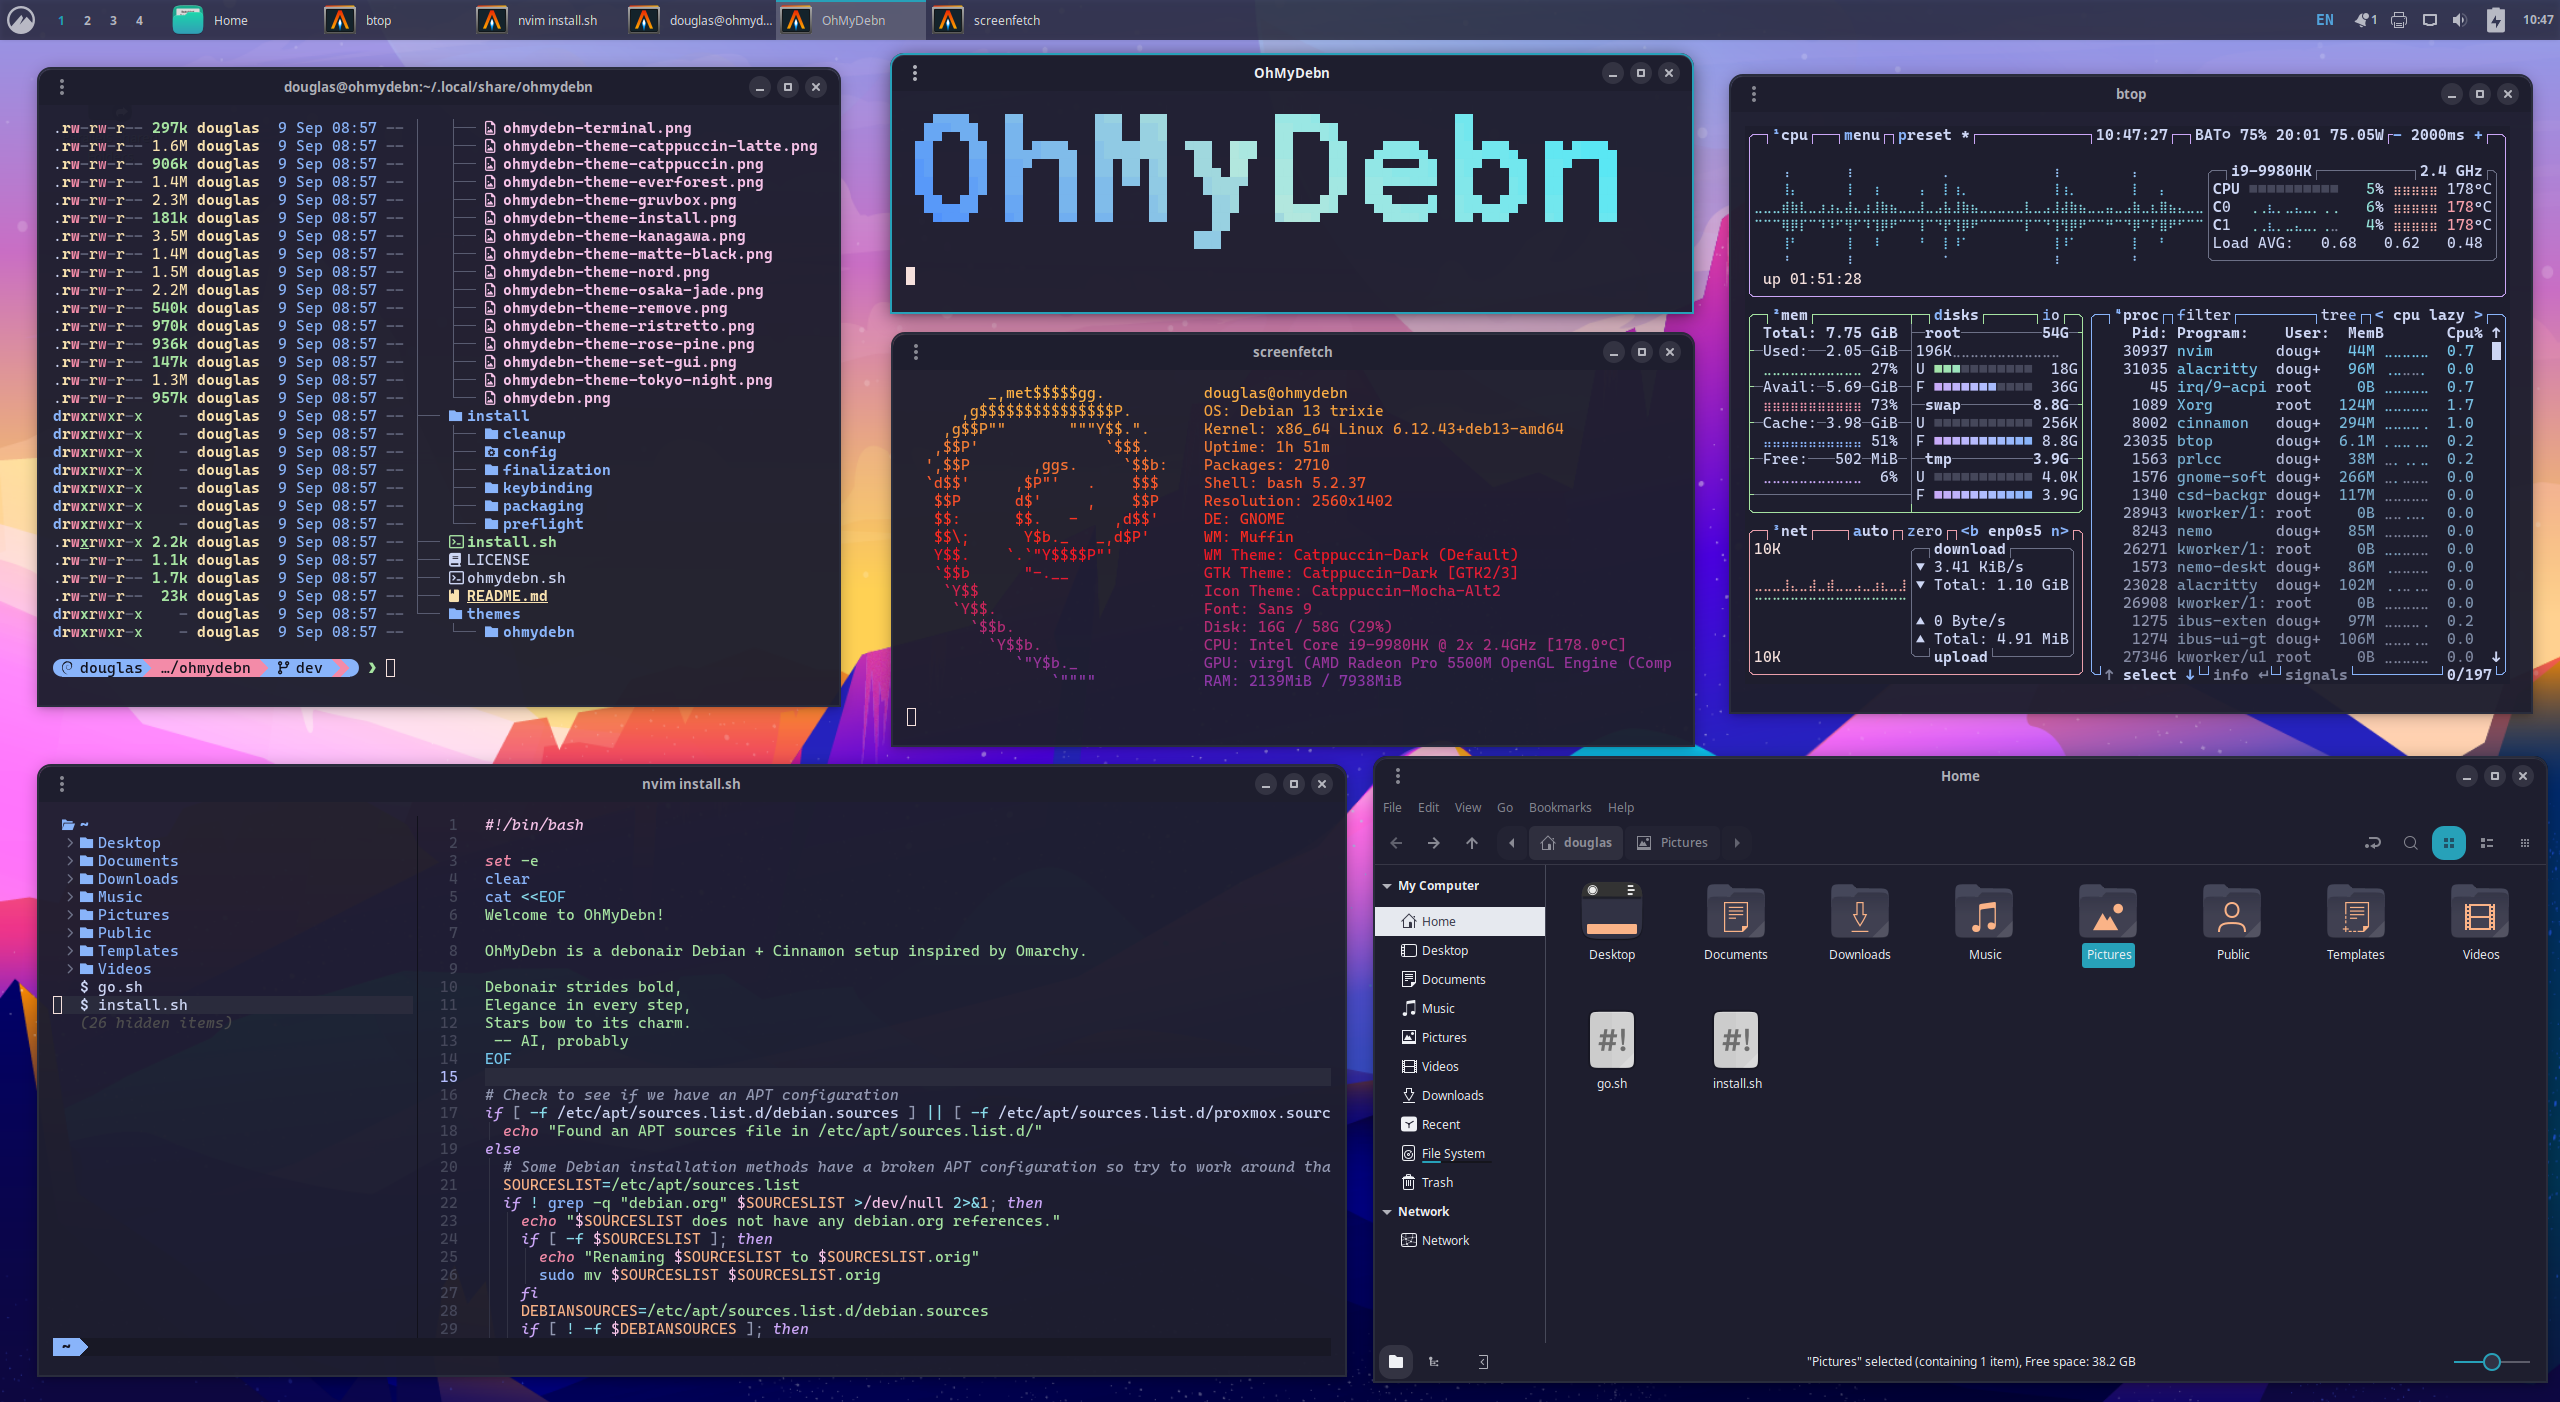 1 2 3 4 Home btop nvim install.sh douglas@ohmyd... OhMyDebn screenfetch EN 1 10:47
douglas@ohmydebn:~/.local/share/ohmydebn
.rw-rw-r-- 297k douglas 9 Sep 08:57 -- ohmydebn-terminal.png
.rw-rw-r-- 1.6M douglas 9 Sep 08:57 -- ohmydebn-theme-catppuccin-latte.png
.rw-rw-r-- 906k douglas 9 Sep 08:57 -- ohmydebn-theme-catppuccin.png
.rw-rw-r-- 1.4M douglas 9 Sep 08:57 -- ohmydebn-theme-everforest.png
.rw-rw-r-- 2.3M douglas 9 Sep 08:57 -- ohmydebn-theme-gruvbox.png
.rw-rw-r-- 181k douglas 9 Sep 08:57 -- ohmydebn-theme-install.png
.rw-rw-r-- 3.5M douglas 9 Sep 08:57 -- ohmydebn-theme-kanagawa.png
.rw-rw-r-- 1.4M douglas 9 Sep 08:57 -- ohmydebn-theme-matte-black.png
.rw-rw-r-- 1.5M douglas 9 Sep 08:57 -- ohmydebn-theme-nord.png
.rw-rw-r-- 2.2M douglas 9 Sep 08:57 -- ohmydebn-theme-osaka-jade.png
.rw-rw-r-- 540k douglas 9 Sep 08:57 -- ohmydebn-theme-remove.png
.rw-rw-r-- 970k douglas 9 Sep 08:57 -- ohmydebn-theme-ristretto.png
.rw-rw-r-- 936k douglas 9 Sep 08:57 -- ohmydebn-theme-rose-pine.png
.rw-rw-r-- 147k douglas 9 Sep 08:57 -- ohmydebn-theme-set-gui.png
.rw-rw-r-- 1.3M douglas 9 Sep 08:57 -- ohmydebn-theme-tokyo-night.png
.rw-rw-r-- 957k douglas 9 Sep 08:57 -- ohmydebn.png
drwxrwxr-x - douglas 9 Sep 08:57 -- install
drwxrwxr-x - douglas 9 Sep 08:57 -- cleanup
drwxrwxr-x - douglas 9 Sep 08:57 -- config
drwxrwxr-x - douglas 9 Sep 08:57 -- finalization
drwxrwxr-x - douglas 9 Sep 08:57 -- keybinding
drwxrwxr-x - douglas 9 Sep 08:57 -- packaging
drwxrwxr-x - douglas 9 Sep 08:57 -- preflight
.rwxrwxr-x 2.2k douglas 9 Sep 08:57 -- install.sh
.rw-rw-r-- 1.1k douglas 9 Sep 08:57 -- LICENSE
.rw-rw-r-- 1.7k douglas 9 Sep 08:57 -- ohmydebn.sh
.rw-rw-r-- 23k douglas 9 Sep 08:57 -- README.md
drwxrwxr-x - douglas 9 Sep 08:57 -- themes
drwxrwxr-x - douglas 9 Sep 08:57 -- ohmydebn
douglas …/ohmydebn dev ❯
OhMyDebn
OhMyDebn
screenfetch
_,met$$$$$gg.
,g$$$$$$$$$$$$$$$P.
,g$$P"" """Y$$.".
,$$P' `$$$.
',$$P ,ggs. `$$b:
`d$$' ,$P"' . $$$
$$P d$' , $$P
$$: $$. - ,d$$'
$$\; Y$b._ _,d$P'
Y$$. `.`"Y$$$$P"'
`$$b "-.__
`Y$$
`Y$$.
`$$b.
`Y$$b.
`"Y$b._
`""""
douglas@ohmydebn
OS: Debian 13 trixie
Kernel: x86_64 Linux 6.12.43+deb13-amd64
Uptime: 1h 51m
Packages: 2710
Shell: bash 5.2.37
Resolution: 2560x1402
DE: GNOME
WM: Muffin
WM Theme: Catppuccin-Dark (Default)
GTK Theme: Catppuccin-Dark [GTK2/3]
Icon Theme: Catppuccin-Mocha-Alt2
Font: Sans 9
Disk: 16G / 58G (29%)
CPU: Intel Core i9-9980HK @ 2x 2.4GHz [178.0°C]
GPU: virgl (AMD Radeon Pro 5500M OpenGL Engine (Comp
RAM: 2139MiB / 7938MiB
btop
¹cpu menu preset * 10:47:27 BAT 75% 20:01 75.05W - 2000ms +
i9-9980HK 2.4 GHz
CPU 5% 178°C
C0 6% 178°C
C1 4% 178°C
Load AVG: 0.68 0.62 0.48
up 01:51:28
²mem
Total: 7.75 GiB
Used: 2.05 GiB
27%
Avail: 5.69 GiB
73%
Cache: 3.98 GiB
51%
Free: 502 MiB
6%
disks io
root 54G
196K
U 18G
F 36G
swap 8.8G
U 256K
F 8.8G
tmp 3.9G
U 4.0K
F 3.9G
³net auto zero <b enp0s5 n>
10K
download
▼ 3.41 KiB/s
▼ Total: 1.10 GiB
▲ 0 Byte/s
▲ Total: 4.91 MiB
upload
10K
⁴proc filter tree < cpu lazy >
Pid: Program: User: MemB Cpu% ↑
30937 nvim doug+ 44M 0.7
31035 alacritty doug+ 96M 0.0
45 irq/9-acpi root 0B 0.7
1089 Xorg root 124M 1.7
8002 cinnamon doug+ 294M 1.0
23035 btop doug+ 6.1M 0.2
1563 prlcc doug+ 38M 0.2
1576 gnome-soft doug+ 266M 0.0
1340 csd-backgr doug+ 117M 0.0
28943 kworker/1: root 0B 0.0
8243 nemo doug+ 85M 0.0
26271 kworker/1: root 0B 0.0
1573 nemo-deskt doug+ 86M 0.0
23028 alacritty doug+ 102M 0.0
26908 kworker/1: root 0B 0.0
1275 ibus-exten doug+ 97M 0.2
1274 ibus-ui-gt doug+ 106M 0.0
27346 kworker/u1 root 0B 0.0 ↓
↑ select ↓ info ↵ signals 0/197
nvim install.sh
~
> Desktop
> Documents
> Downloads
> Music
> Pictures
> Public
> Templates
> Videos
$ go.sh
$ install.sh
(26 hidden items)
1 #!/bin/bash
2
3 set -e
4 clear
5 cat <<EOF
6 Welcome to OhMyDebn!
7
8 OhMyDebn is a debonair Debian + Cinnamon setup inspired by Omarchy.
9
10 Debonair strides bold,
11 Elegance in every step,
12 Stars bow to its charm.
13 -- AI, probably
14 EOF
15
16 # Check to see if we have an APT configuration
17 if [ -f /etc/apt/sources.list.d/debian.sources ] || [ -f /etc/apt/sources.list.d/proxmox.sourc
18 echo "Found an APT sources file in /etc/apt/sources.list.d/"
19 else
20 # Some Debian installation methods have a broken APT configuration so try to work around tha
21 SOURCESLIST=/etc/apt/sources.list
22 if ! grep -q "debian.org" $SOURCESLIST >/dev/null 2>&1; then
23 echo "$SOURCESLIST does not have any debian.org references."
24 if [ -f $SOURCESLIST ]; then
25 echo "Renaming $SOURCESLIST to $SOURCESLIST.orig"
26 sudo mv $SOURCESLIST $SOURCESLIST.orig
27 fi
28 DEBIANSOURCES=/etc/apt/sources.list.d/debian.sources
29 if [ ! -f $DEBIANSOURCES ]; then
~
Home
File Edit View Go Bookmarks Help
douglas Pictures
My Computer
Home
Desktop
Documents
Music
Pictures
Videos
Downloads
Recent
File System
Trash
Network
Network
Desktop Documents Downloads Music Pictures Public Templates Videos
#! #!
go.sh install.sh
"Pictures" selected (containing 1 item), Free space: 38.2 GB